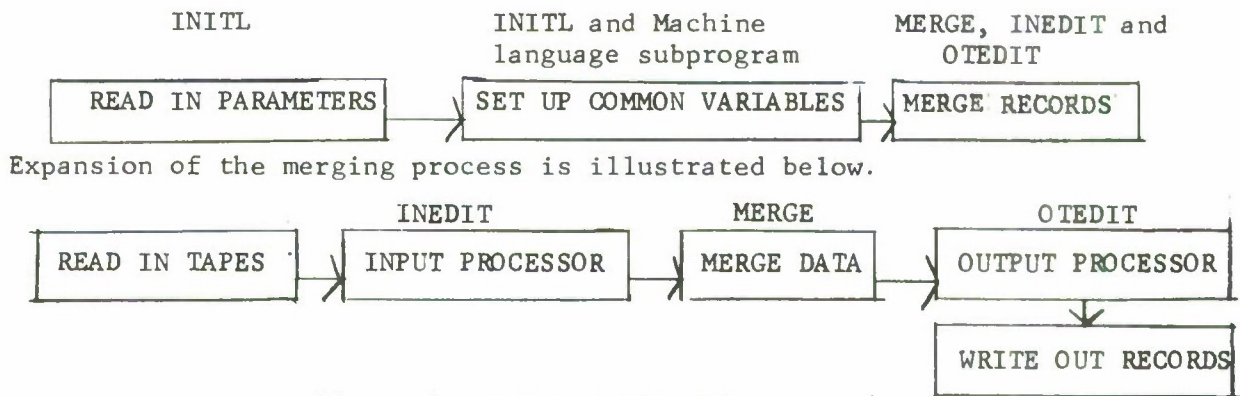 INITL INITL and Machine MERGE, INEDIT and
language subprogram OTEDIT
READ IN PARAMETERS SET UP COMMON VARIABLES MERGE RECORDS
Expansion of the merging process is illustrated below.
INEDIT MERGE OTEDIT
READ IN TAPES INPUT PROCESSOR MERGE DATA OUTPUT PROCESSOR
WRITE OUT RECORDS